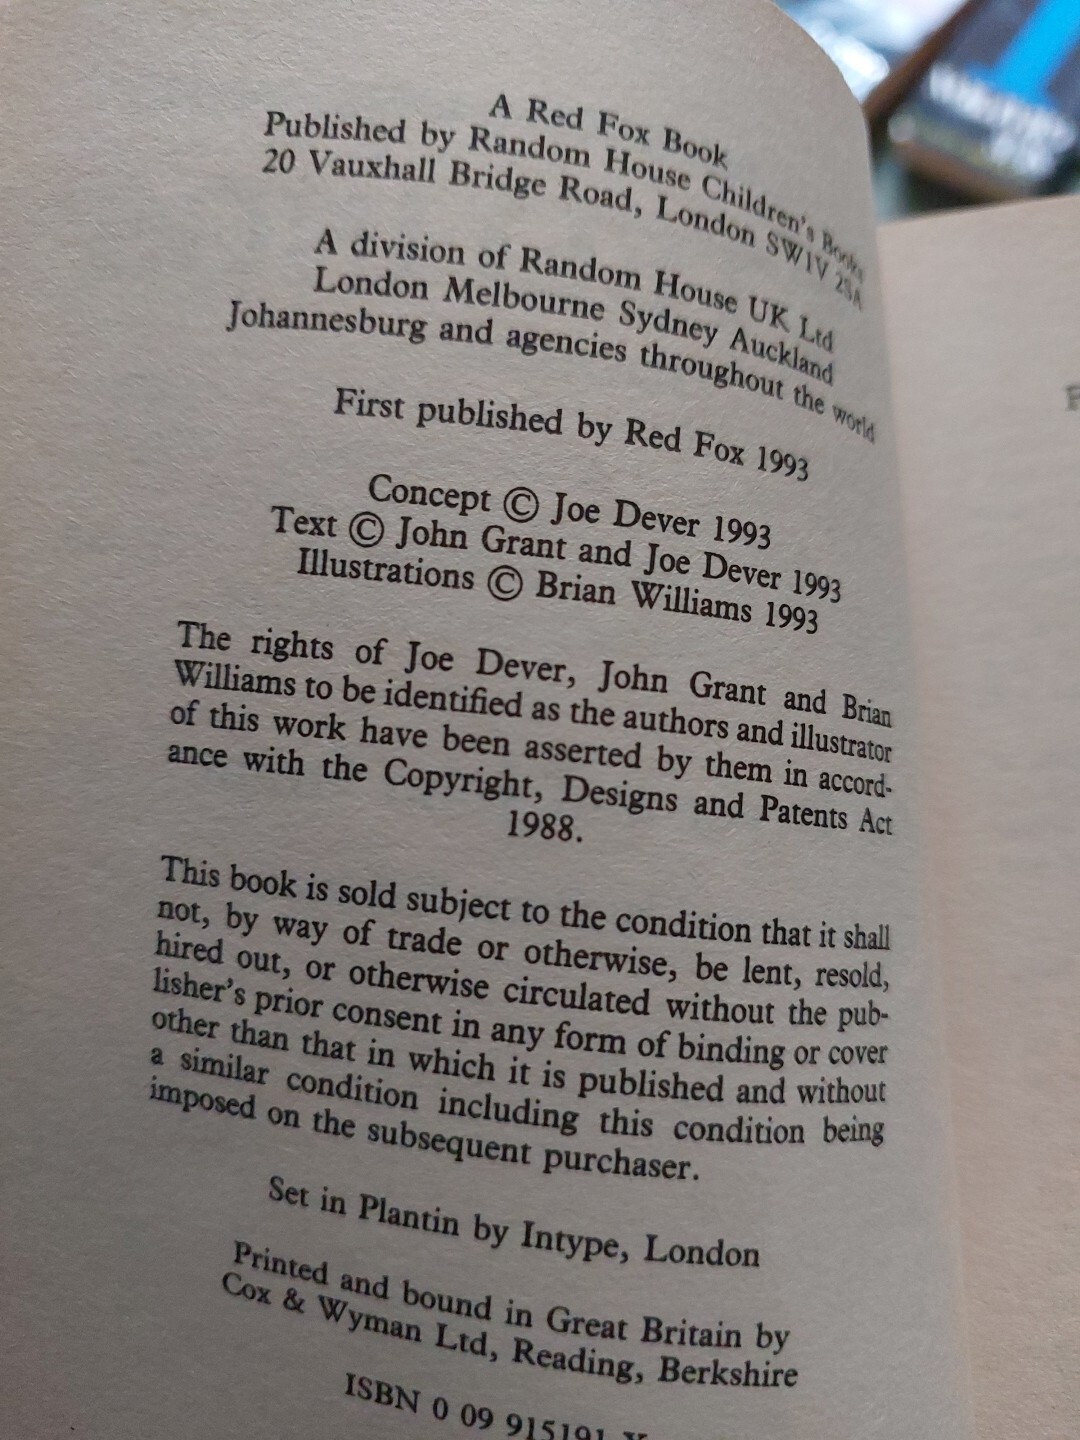 A Red Fox Book
Published by Random House Children's Books
20 Vauxhall Bridge Road, London SW1V 2SA
A division of Random House UK Ltd
London Melbourne Sydney Auckland
Johannesburg and agencies throughout the world
First published by Red Fox 1993
Concept © Joe Dever 1993
Text © John Grant and Joe Dever 1993
Illustrations © Brian Williams 1993
The rights of Joe Dever, John Grant and Brian
Williams to be identified as the authors and illustrator
of this work have been asserted by them in accord-
ance with the Copyright, Designs and Patents Act
1988.
This book is sold subject to the condition that it shall
not, by way of trade or otherwise, be lent, resold,
hired out, or otherwise circulated without the pub-
lisher's prior consent in any form of binding or cover
other than that in which it is published and without
a similar condition including this condition being
imposed on the subsequent purchaser.
Set in Plantin by Intype, London
Printed and bound in Great Britain by
Cox & Wyman Ltd, Reading, Berkshire
ISBN 0 09 915191 X